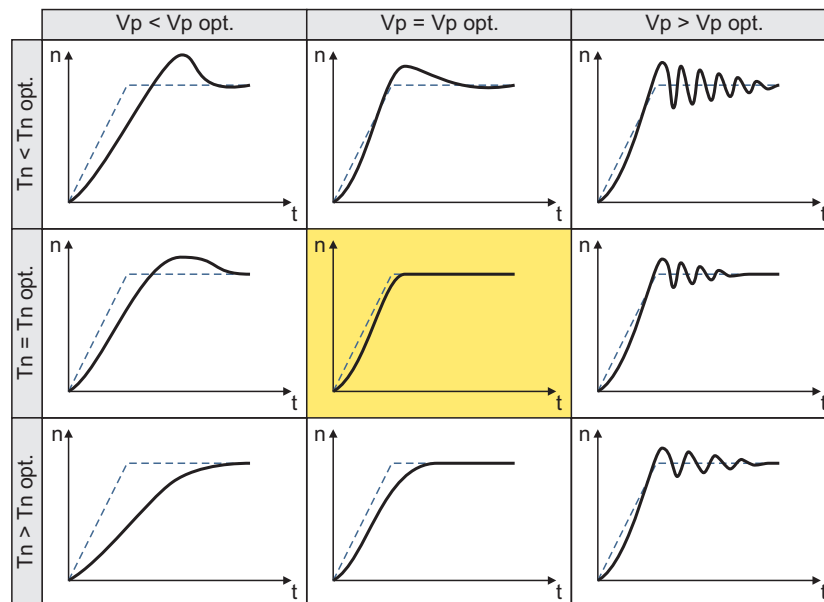 Vp < Vp opt.
Vp = Vp opt.
Vp > Vp opt.
Tn < Tn opt.
n
t
n
t
n
t
Tn = Tn opt.
n
t
n
t
n
t
Tn > Tn opt.
n
t
n
t
n
t